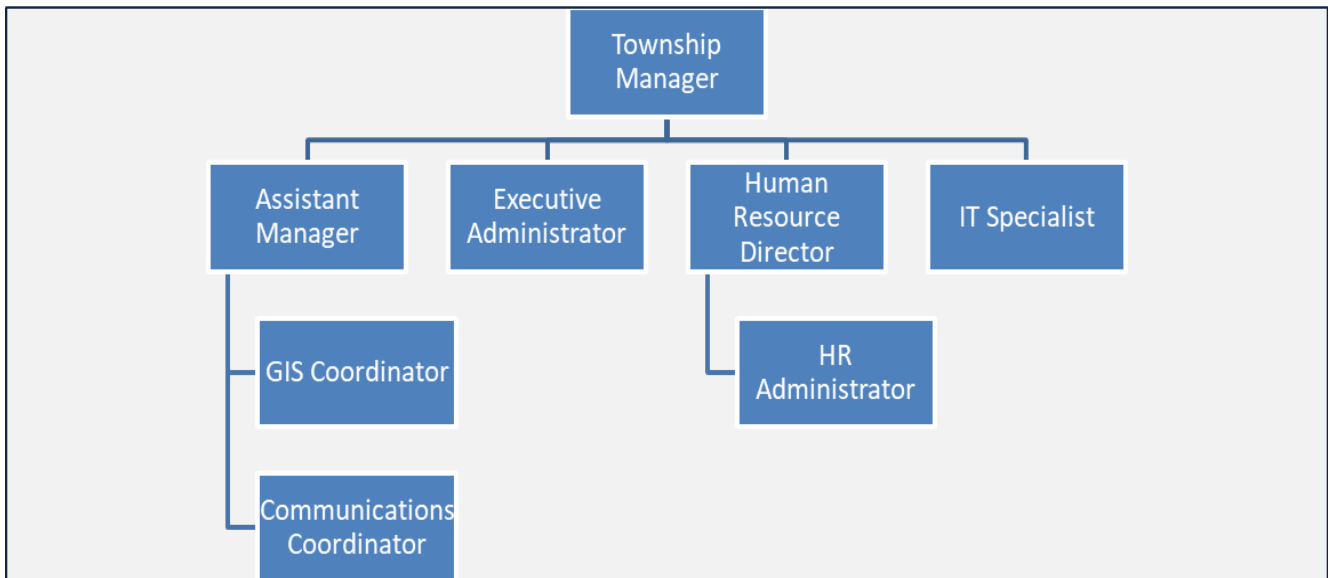 Township
Manager
Assistant
Manager
Executive
Administrator
Human
Resource
Director
IT Specialist
GIS Coordinator
HR
Administrator
Communications
Coordinator